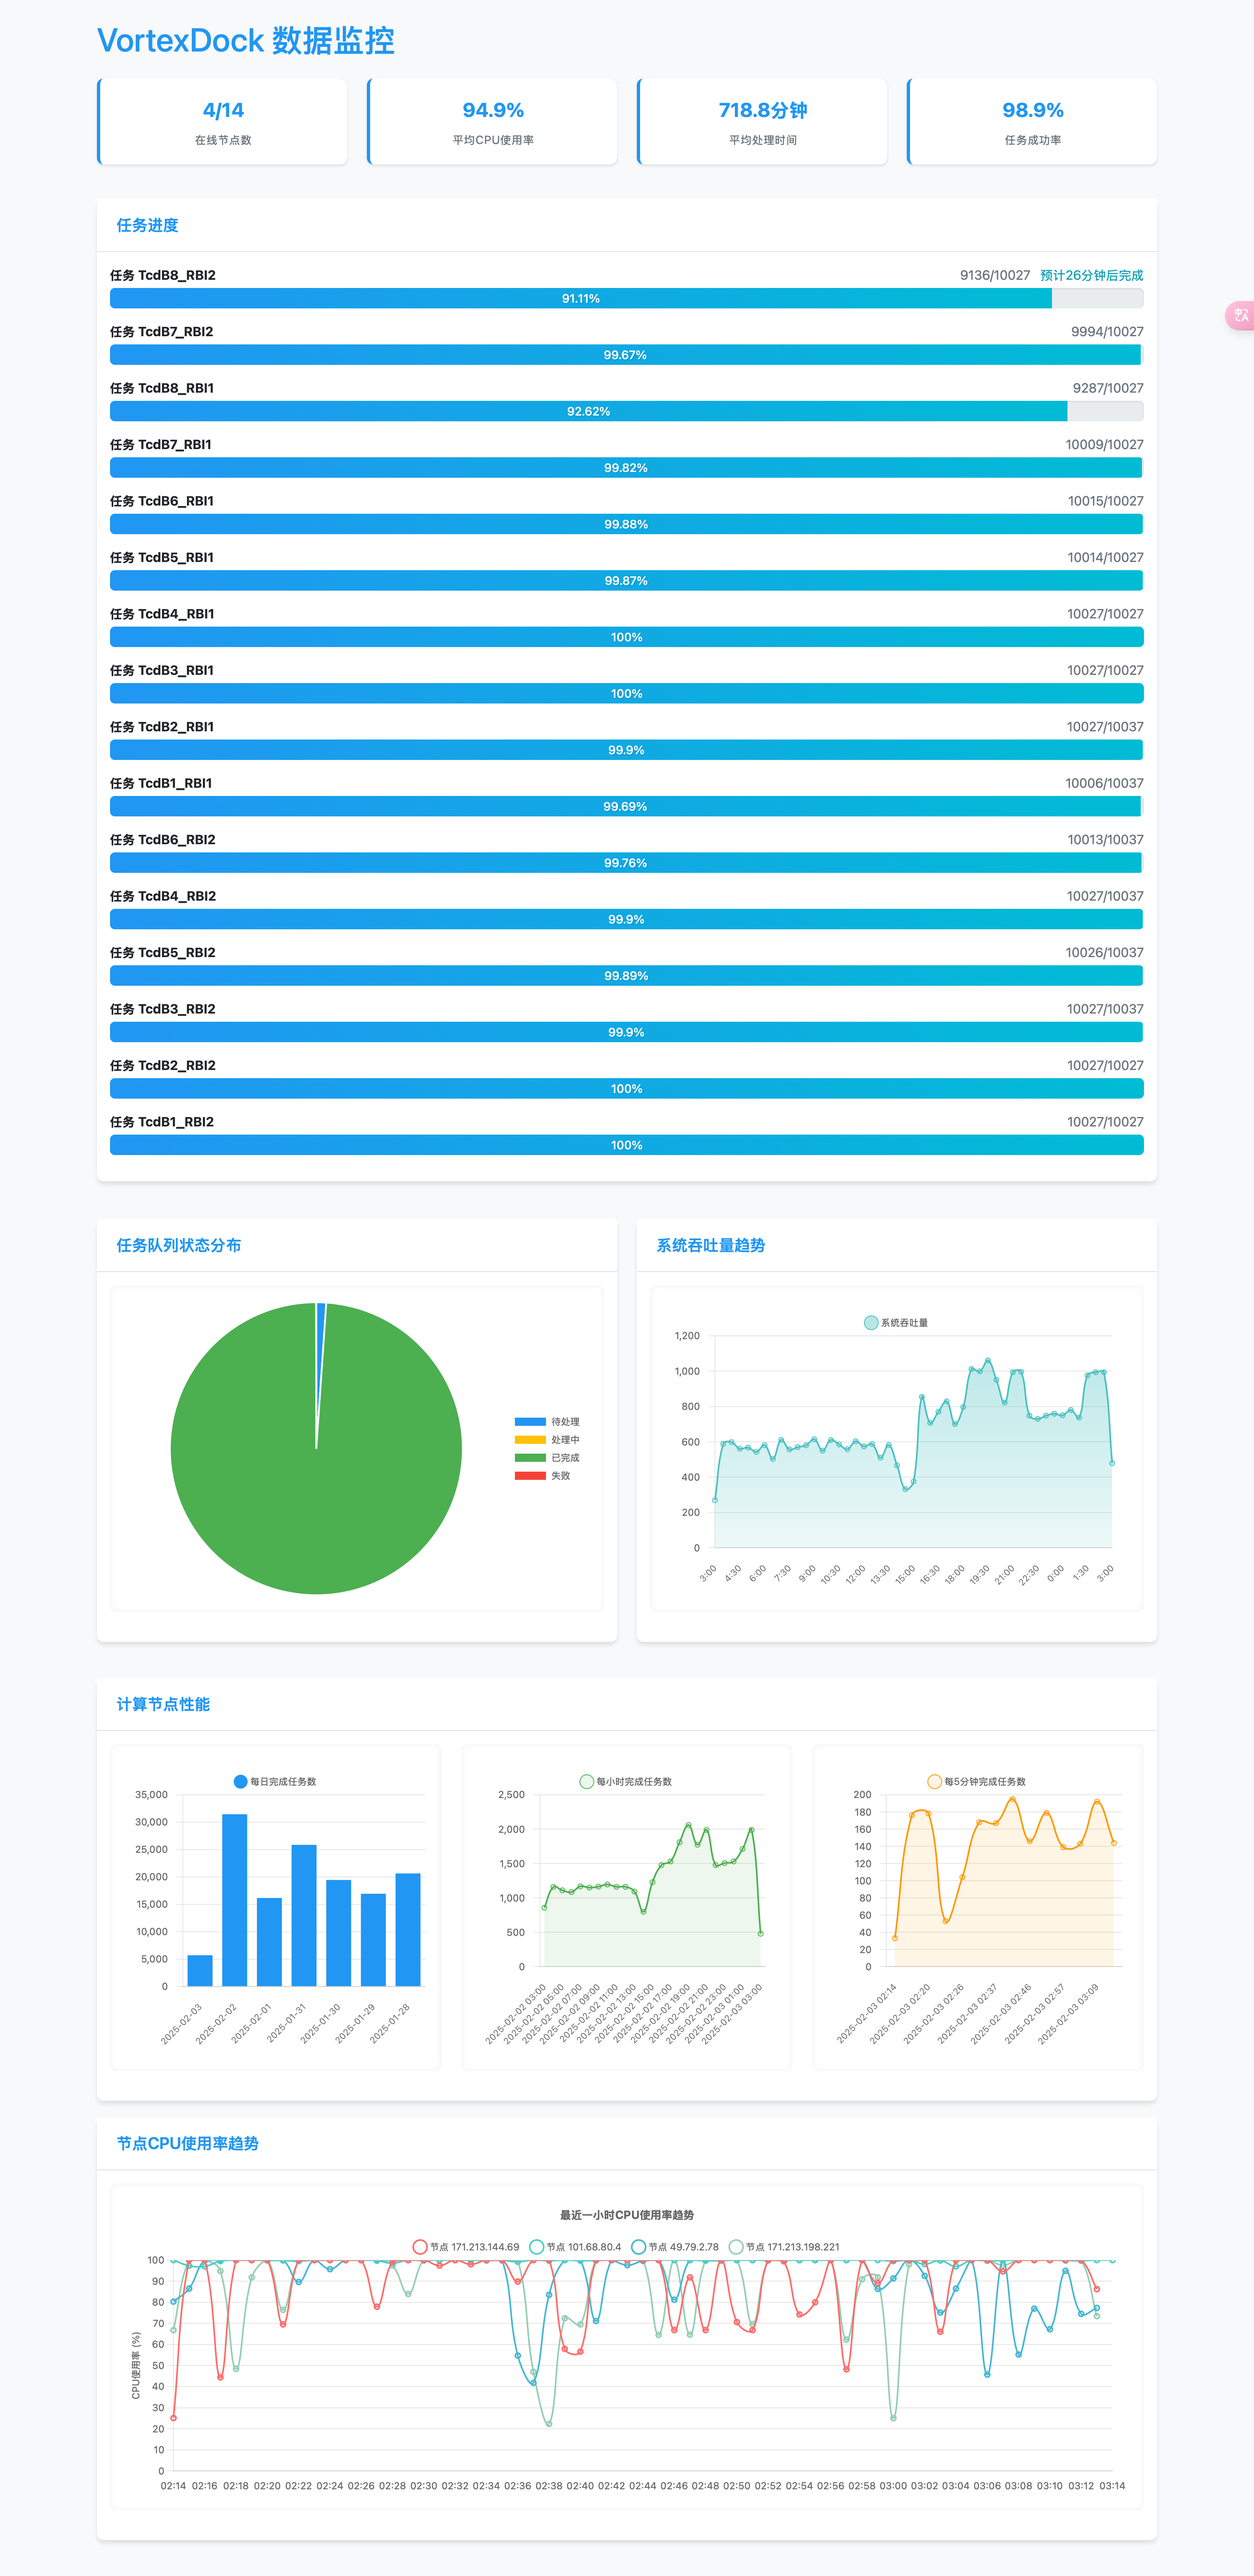 VortexDock 数据监控
4/14
在线节点数
94.9%
平均CPU使用率
718.8分钟
平均处理时间
98.9%
任务成功率
任务进度
任务 TcdB8_RBI2 9136/10027 预计26分钟后完成
91.11%
任务 TcdB7_RBI2 9994/10027
99.67%
任务 TcdB8_RBI1 9287/10027
92.62%
任务 TcdB7_RBI1 10009/10027
99.82%
任务 TcdB6_RBI1 10015/10027
99.88%
任务 TcdB5_RBI1 10014/10027
99.87%
任务 TcdB4_RBI1 10027/10027
100%
任务 TcdB3_RBI1 10027/10027
100%
任务 TcdB2_RBI1 10027/10037
99.9%
任务 TcdB1_RBI1 10006/10037
99.69%
任务 TcdB6_RBI2 10013/10037
99.76%
任务 TcdB4_RBI2 10027/10037
99.9%
任务 TcdB5_RBI2 10026/10037
99.89%
任务 TcdB3_RBI2 10027/10037
99.9%
任务 TcdB2_RBI2 10027/10027
100%
任务 TcdB1_RBI2 10027/10027
100%
任务队列状态分布
待处理
处理中
已完成
失败
系统吞吐量趋势
系统吞吐量
1,200
1,000
800
600
400
200
0
3:00 4:30 6:00 7:30 9:00 10:30 12:00 13:30 15:00 16:30 18:00 19:30 21:00 22:30 0:00 1:30 3:00
计算节点性能
每日完成任务数
35,000
30,000
25,000
20,000
15,000
10,000
5,000
0
2025-02-03 2025-02-02 2025-02-01 2025-01-31 2025-01-30 2025-01-29 2025-01-28
每小时完成任务数
2,500
2,000
1,500
1,000
500
0
2025-02-02 03:00 2025-02-02 05:00 2025-02-02 07:00 2025-02-02 09:00 2025-02-02 11:00 2025-02-02 13:00 2025-02-02 15:00 2025-02-02 17:00 2025-02-02 19:00 2025-02-02 21:00 2025-02-02 23:00 2025-02-03 01:00 2025-02-03 03:00
每5分钟完成任务数
200
180
160
140
120
100
80
60
40
20
0
2025-02-03 02:14 2025-02-03 02:20 2025-02-03 02:26 2025-02-03 02:37 2025-02-03 02:46 2025-02-03 02:57 2025-02-03 03:09
节点CPU使用率趋势
最近一小时CPU使用率趋势
节点 171.213.144.69 节点 101.68.80.4 节点 49.79.2.78 节点 171.213.198.221
CPU使用率 (%)
100
90
80
70
60
50
40
30
20
10
0
02:14 02:16 02:18 02:20 02:22 02:24 02:26 02:28 02:30 02:32 02:34 02:36 02:38 02:40 02:42 02:44 02:46 02:48 02:50 02:52 02:54 02:56 02:58 03:00 03:02 03:04 03:06 03:08 03:10 03:12 03:14